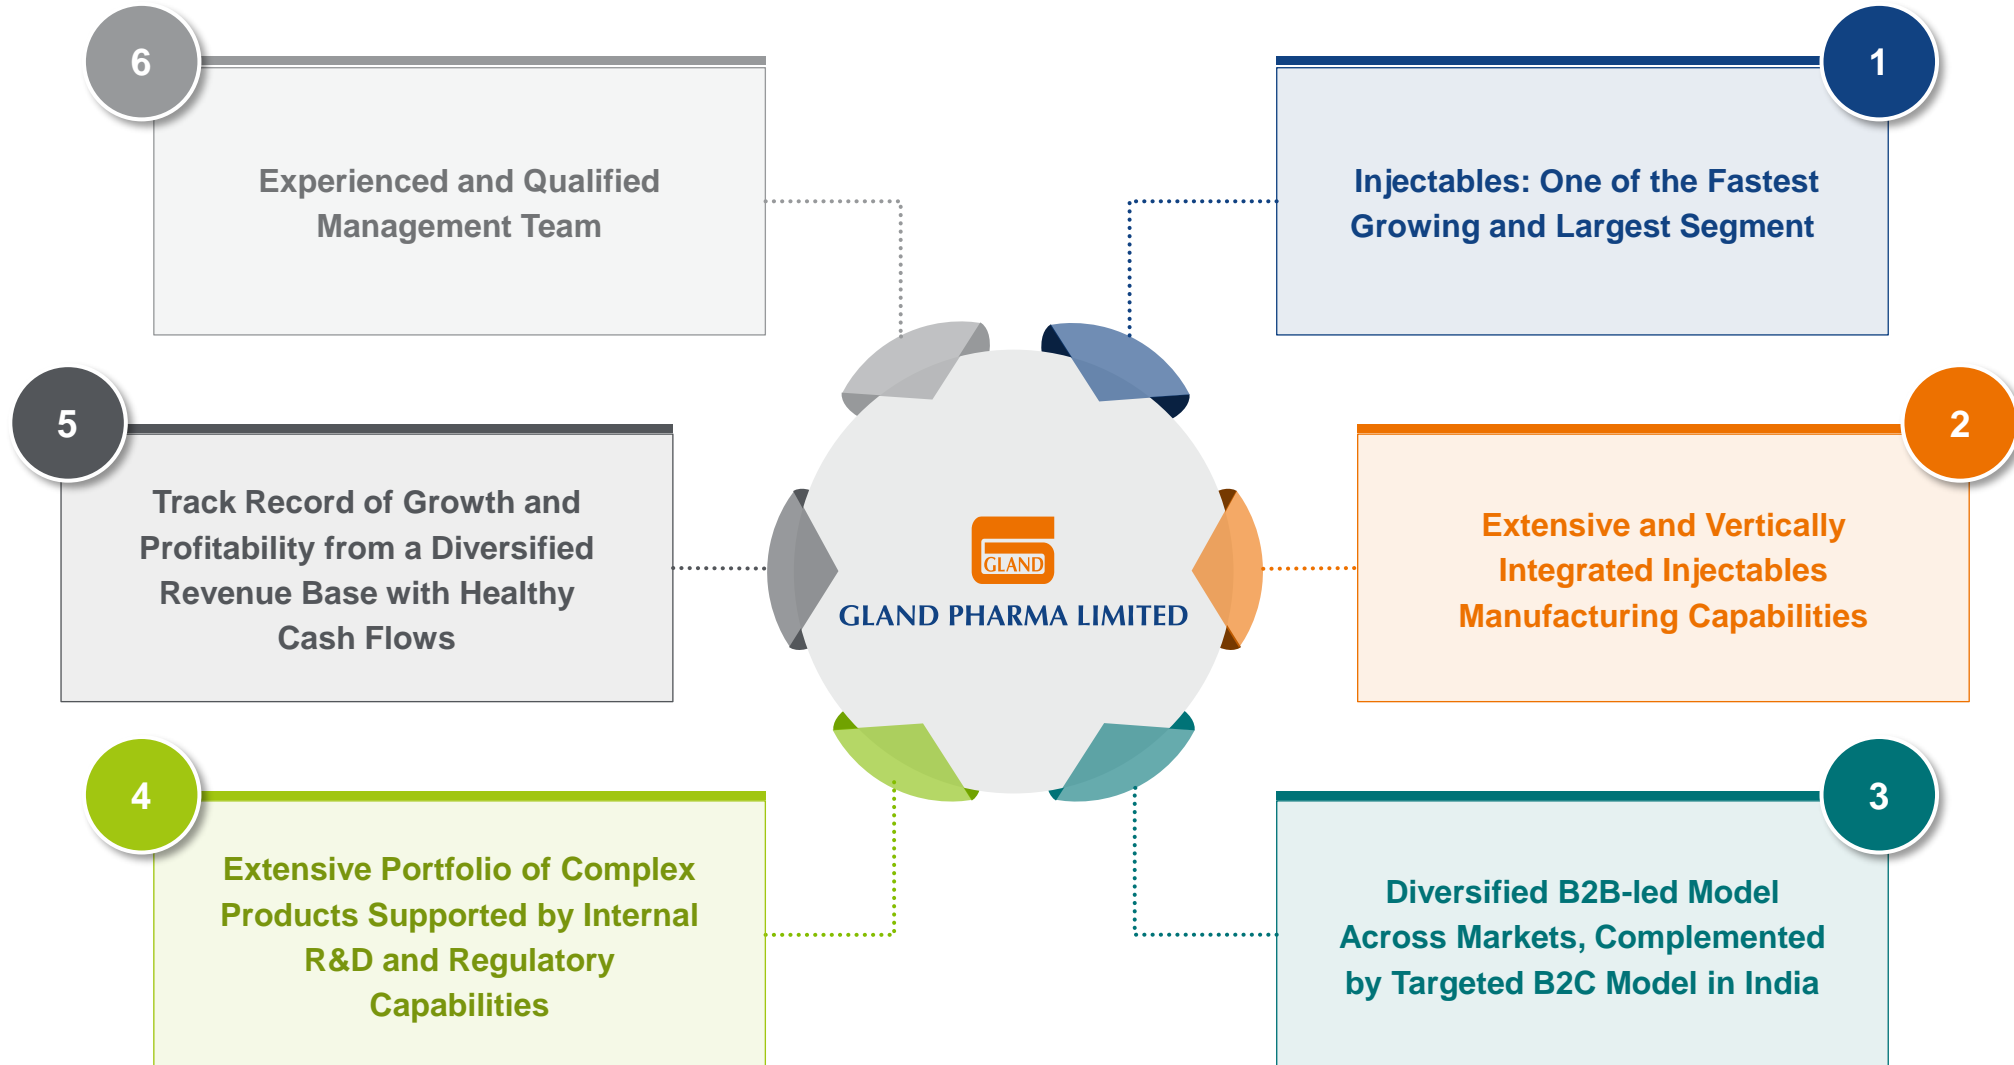 1
Injectables: One of the Fastest
Growing and Largest Segment
2
Extensive and Vertically
Integrated Injectables
Manufacturing Capabilities
3
Diversified B2B-led Model
Across Markets, Complemented
by Targeted B2C Model in India
4
Extensive Portfolio of Complex
Products Supported by Internal
R&D and Regulatory
Capabilities
5
Track Record of Growth and
Profitability from a Diversified
Revenue Base with Healthy
Cash Flows
6
Experienced and Qualified
Management Team
GLAND
GLAND PHARMA LIMITED